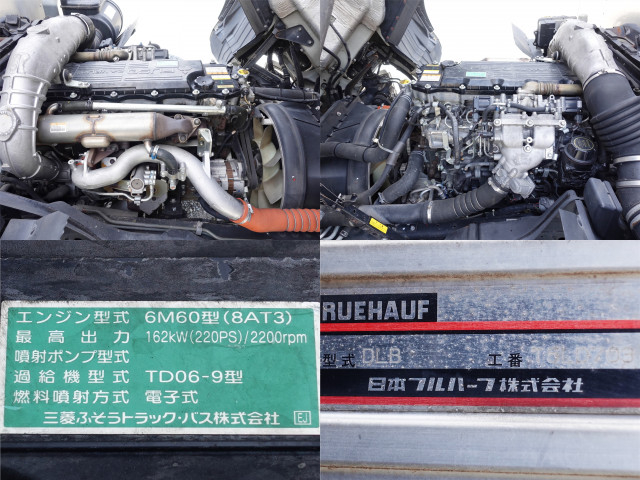 エンジン型式 6M60型(8AT3)
最高出力 162kW(220PS)/2200rpm
噴射ポンプ型式
過給機型式 TD06-9型
燃料噴射方式 電子式
三菱ふそうトラック・バス株式会社 EJ
RUEHAUF
型式 DLB 工番
日本フルハーフ株式会社